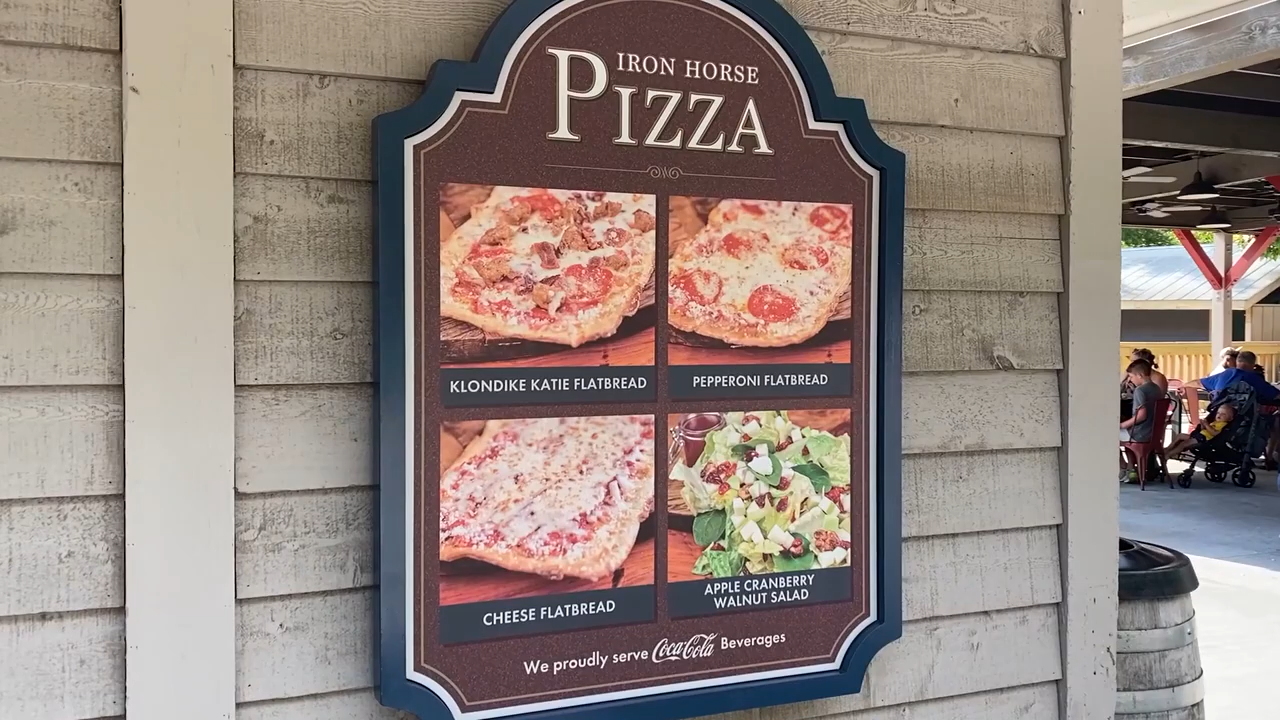 IRON HORSE
PIZZA
KLONDIKE KATIE FLATBREAD
PEPPERONI FLATBREAD
CHEESE FLATBREAD
APPLE CRANBERRY
WALNUT SALAD
We proudly serve Coca-Cola Beverages